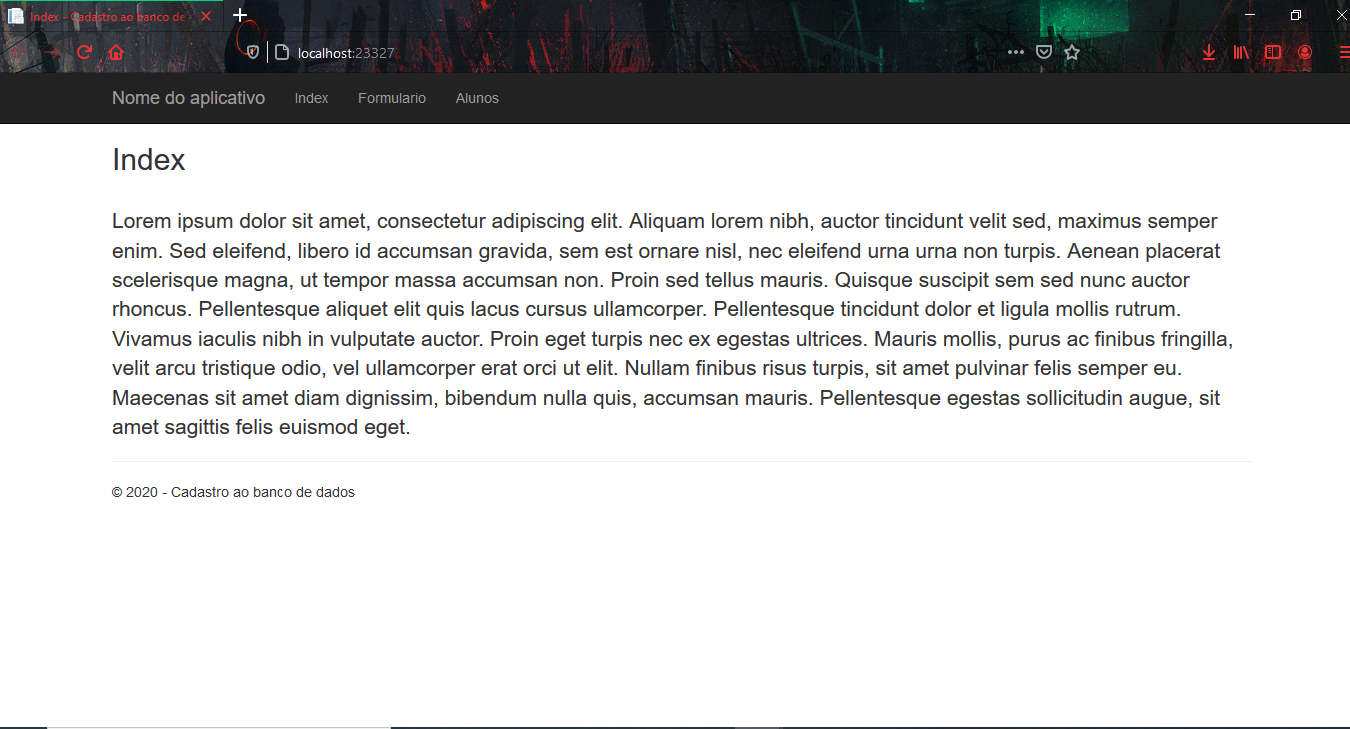 Index - Cadastro ao banco de
localhost:23327
Nome do aplicativo Index Formulario Alunos
Index
Lorem ipsum dolor sit amet, consectetur adipiscing elit. Aliquam lorem nibh, auctor tincidunt velit sed, maximus semper
enim. Sed eleifend, libero id accumsan gravida, sem est ornare nisl, nec eleifend urna urna non turpis. Aenean placerat
scelerisque magna, ut tempor massa accumsan non. Proin sed tellus mauris. Quisque suscipit sem sed nunc auctor
rhoncus. Pellentesque aliquet elit quis lacus cursus ullamcorper. Pellentesque tincidunt dolor et ligula mollis rutrum.
Vivamus iaculis nibh in vulputate auctor. Proin eget turpis nec ex egestas ultrices. Mauris mollis, purus ac finibus fringilla,
velit arcu tristique odio, vel ullamcorper erat orci ut elit. Nullam finibus risus turpis, sit amet pulvinar felis semper eu.
Maecenas sit amet diam dignissim, bibendum nulla quis, accumsan mauris. Pellentesque egestas sollicitudin augue, sit
amet sagittis felis euismod eget.
© 2020 - Cadastro ao banco de dados